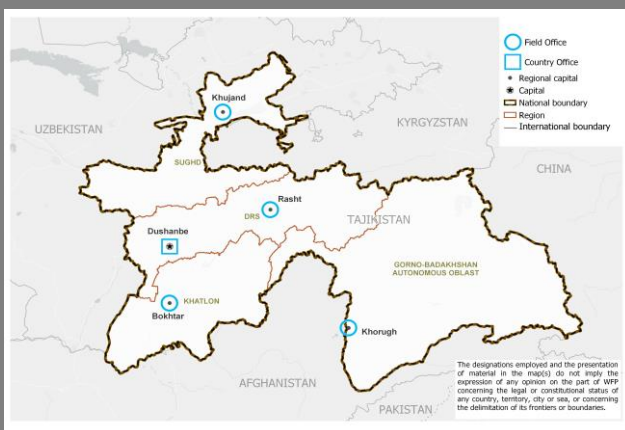 Field Office
Country Office
Regional capital
Capital
National boundary
Region
International boundary
Khujand
UZBEKISTAN
KYRGYZSTAN
SUGHD
CHINA
Rasht
DRS
TAJIKISTAN
Dushanbe
GORNO-BADAKHSHAN
AUTONOMOUS OBLAST
KHATLON
Bokhtar
Khorugh
AFGHANISTAN
PAKISTAN
The designations employed and the presentation
of material in the map(s) do not imply the
expression of any opinion on the part of WFP
concerning the legal or constitutional status of
any country, territory, city or sea, or concerning
the delimitation of its frontiers or boundaries.